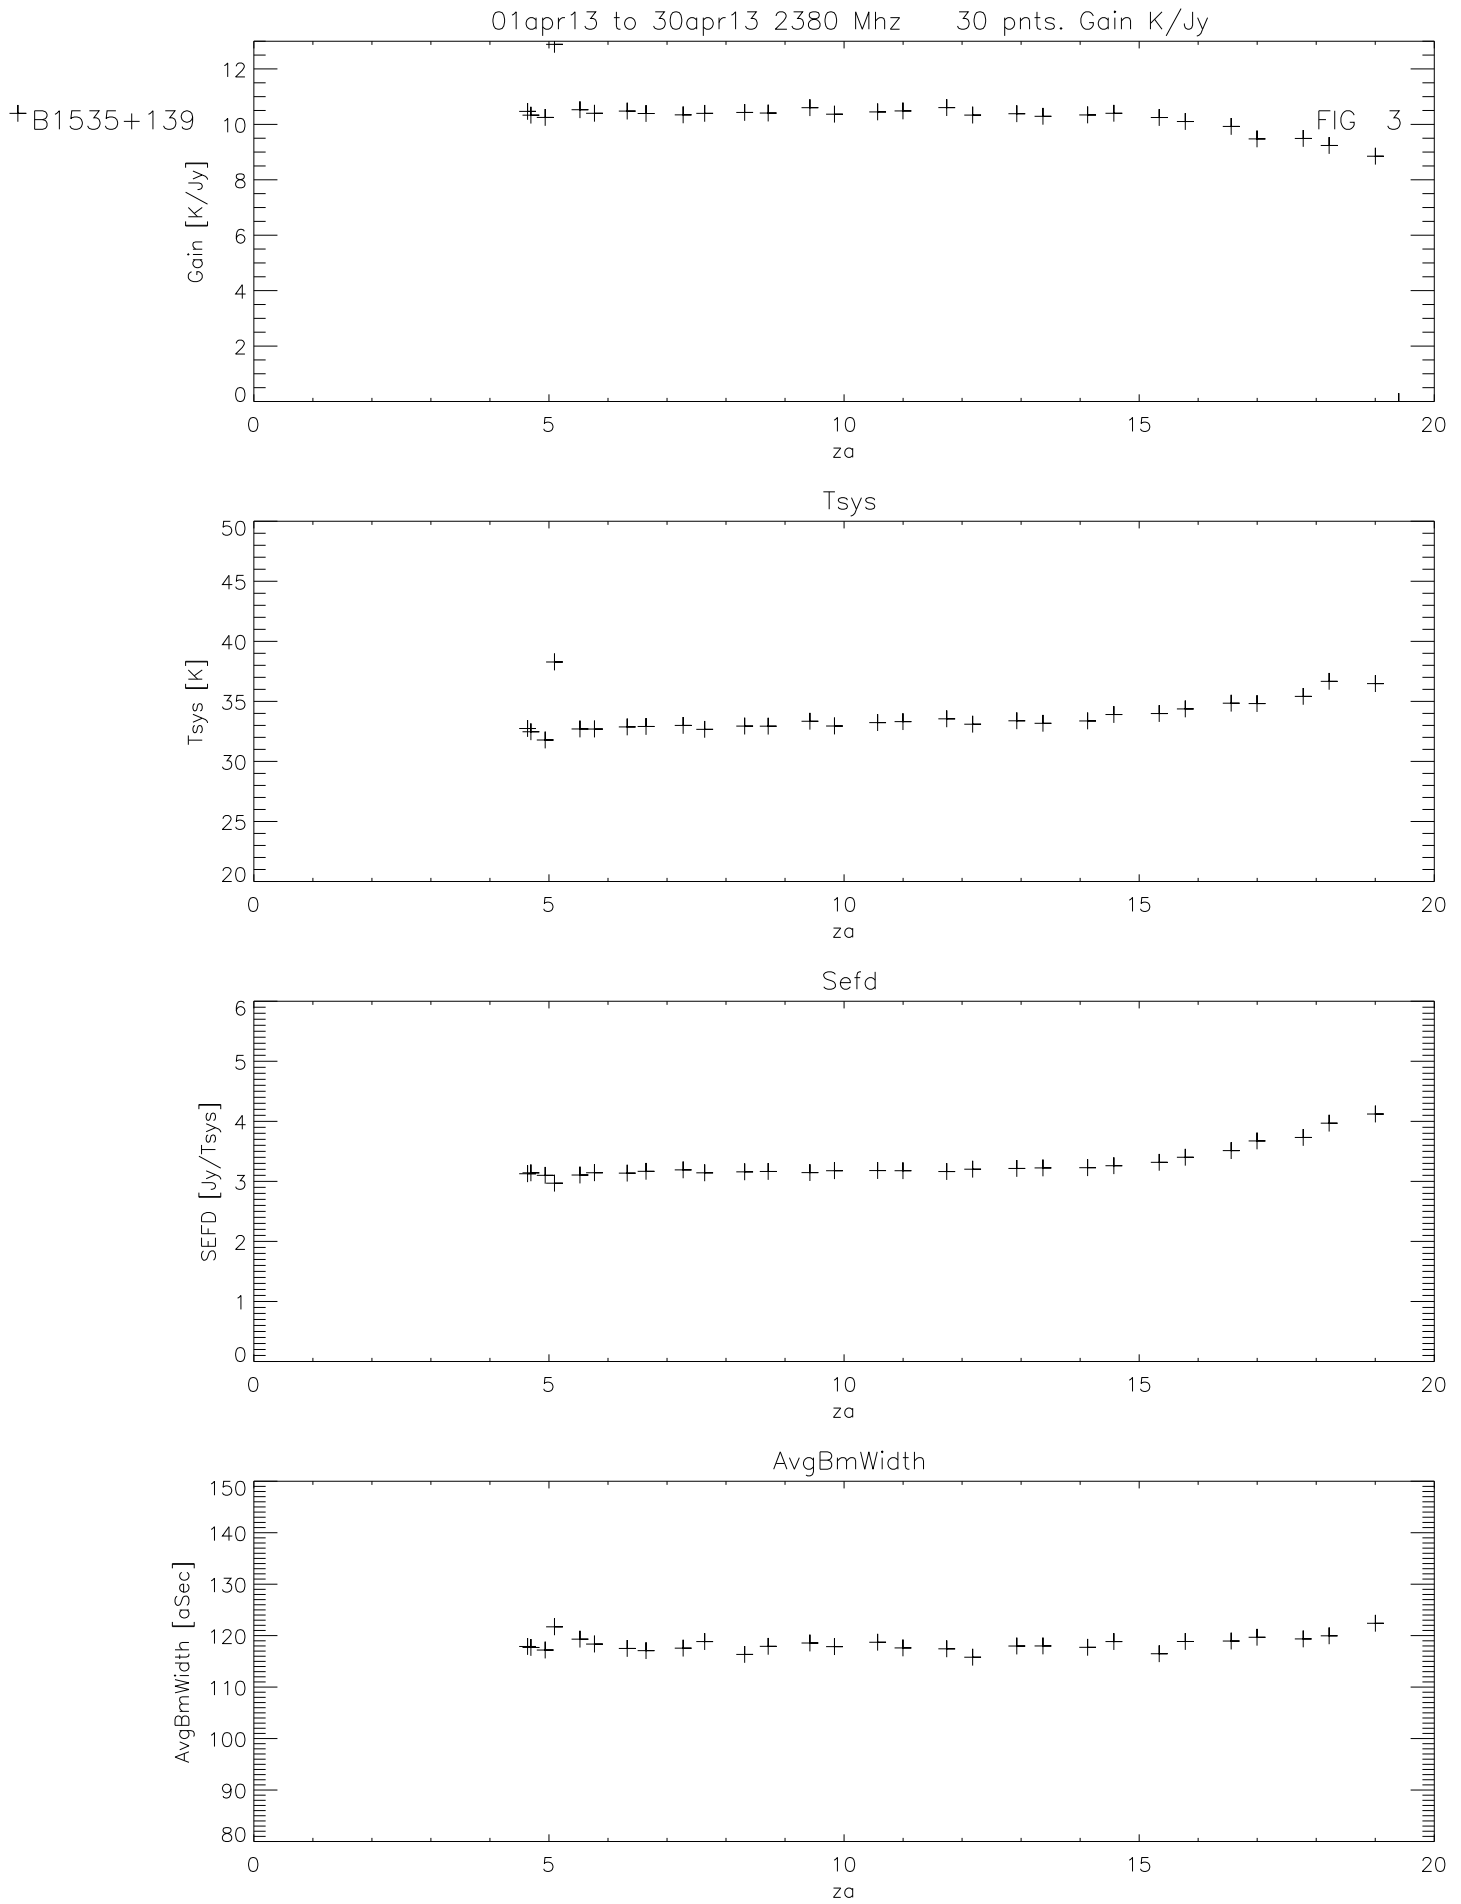 01apr13 to 30apr13 2380 Mhz 30 pnts. Gain K/Jy
B1535+139
FIG 3
Gain [K/Jy]
12
10
8
6
4
2
0
0 5 10 15 20
za
Tsys
Tsys [K]
50
45
40
35
30
25
20
0 5 10 15 20
za
Sefd
SEFD [Jy/Tsys]
6
5
4
3
2
1
0
0 5 10 15 20
za
AvgBmWidth
AvgBmWidth [aSec]
150
140
130
120
110
100
90
80
0 5 10 15 20
za